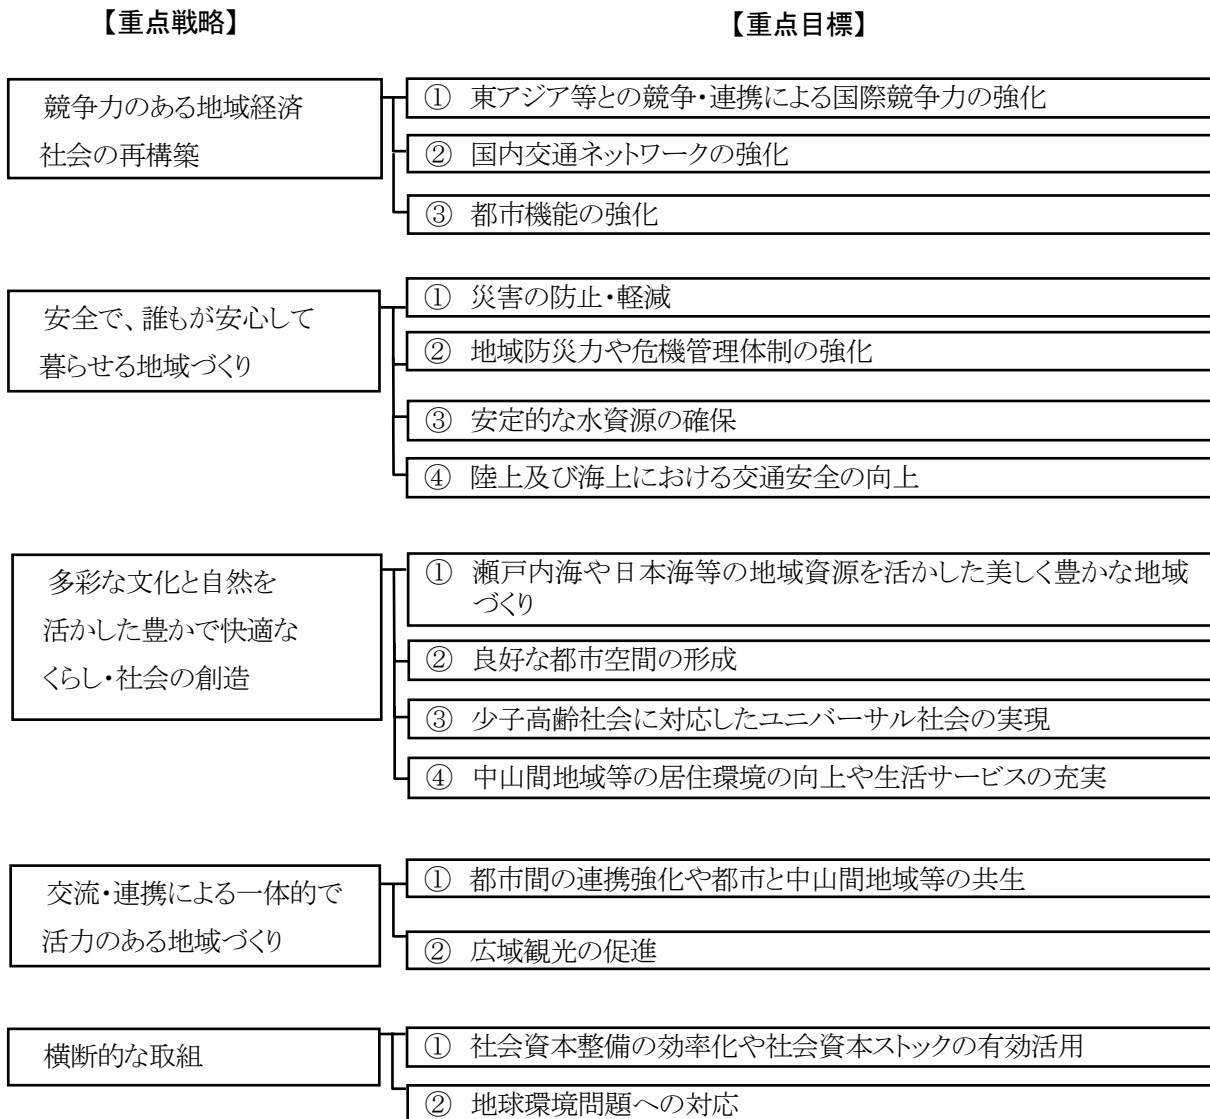 【重点戦略】
【重点目標】
競争力のある地域経済
社会の再構築
① 東アジア等との競争・連携による国際競争力の強化
② 国内交通ネットワークの強化
③ 都市機能の強化
安全で、誰もが安心して
暮らせる地域づくり
① 災害の防止・軽減
② 地域防災力や危機管理体制の強化
③ 安定的な水資源の確保
④ 陸上及び海上における交通安全の向上
多彩な文化と自然を
活かした豊かで快適な
くらし・社会の創造
① 瀬戸内海や日本海等の地域資源を活かした美しく豊かな地域
づくり
② 良好な都市空間の形成
③ 少子高齢社会に対応したユニバーサル社会の実現
④ 中山間地域等の居住環境の向上や生活サービスの充実
交流・連携による一体的で
活力のある地域づくり
① 都市間の連携強化や都市と中山間地域等の共生
② 広域観光の促進
横断的な取組
① 社会資本整備の効率化や社会資本ストックの有効活用
② 地球環境問題への対応